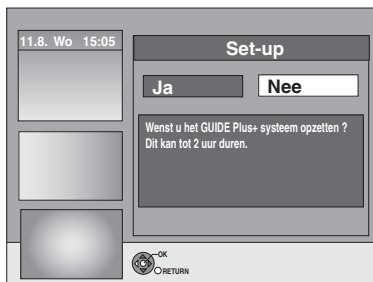 11.8. Wo 15:05
Set-up
Ja
Nee
Wenst u het GUIDE Plus+ systeem opzetten ?
Dit kan tot 2 uur duren.
OK
RETURN